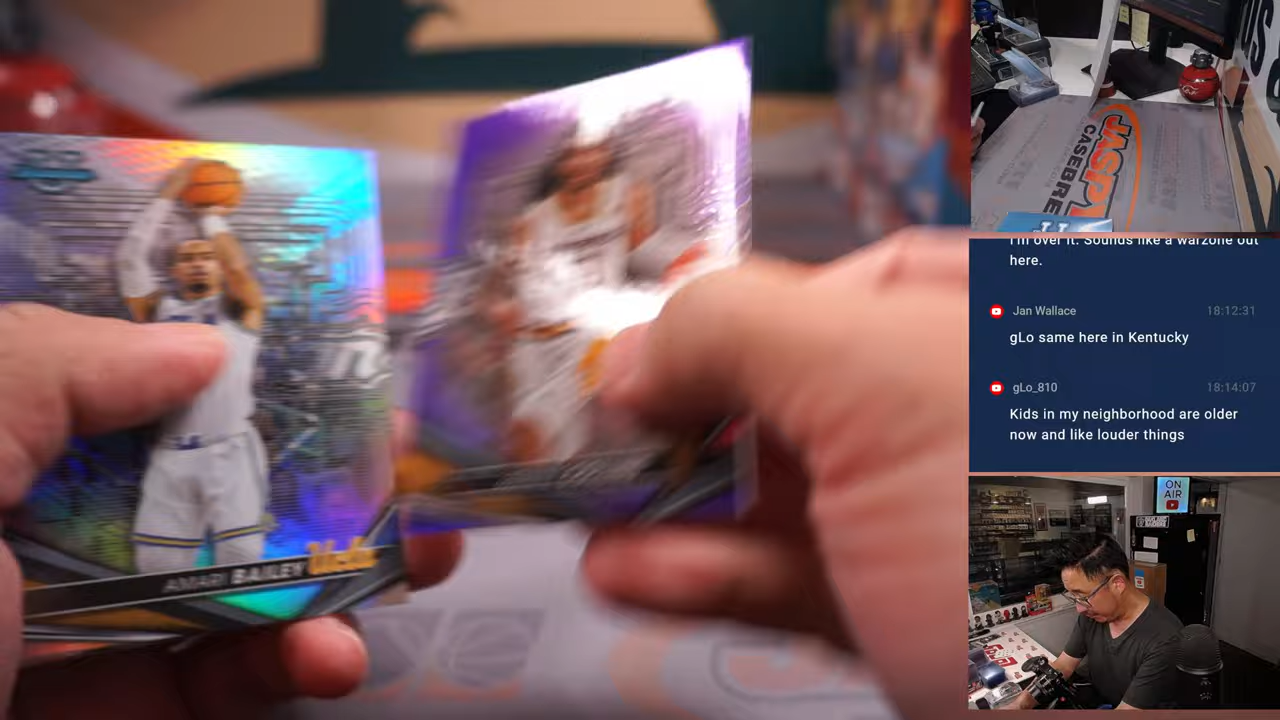 AMARI BAILEY Ucla
JASPY
CASEBRE
US
I'm over it. Sounds like a warzone out
here.
Jan Wallace 18:12:31
gLo same here in Kentucky
gLo_810 18:14:07
Kids in my neighborhood are older
now and like louder things
ON
AIR